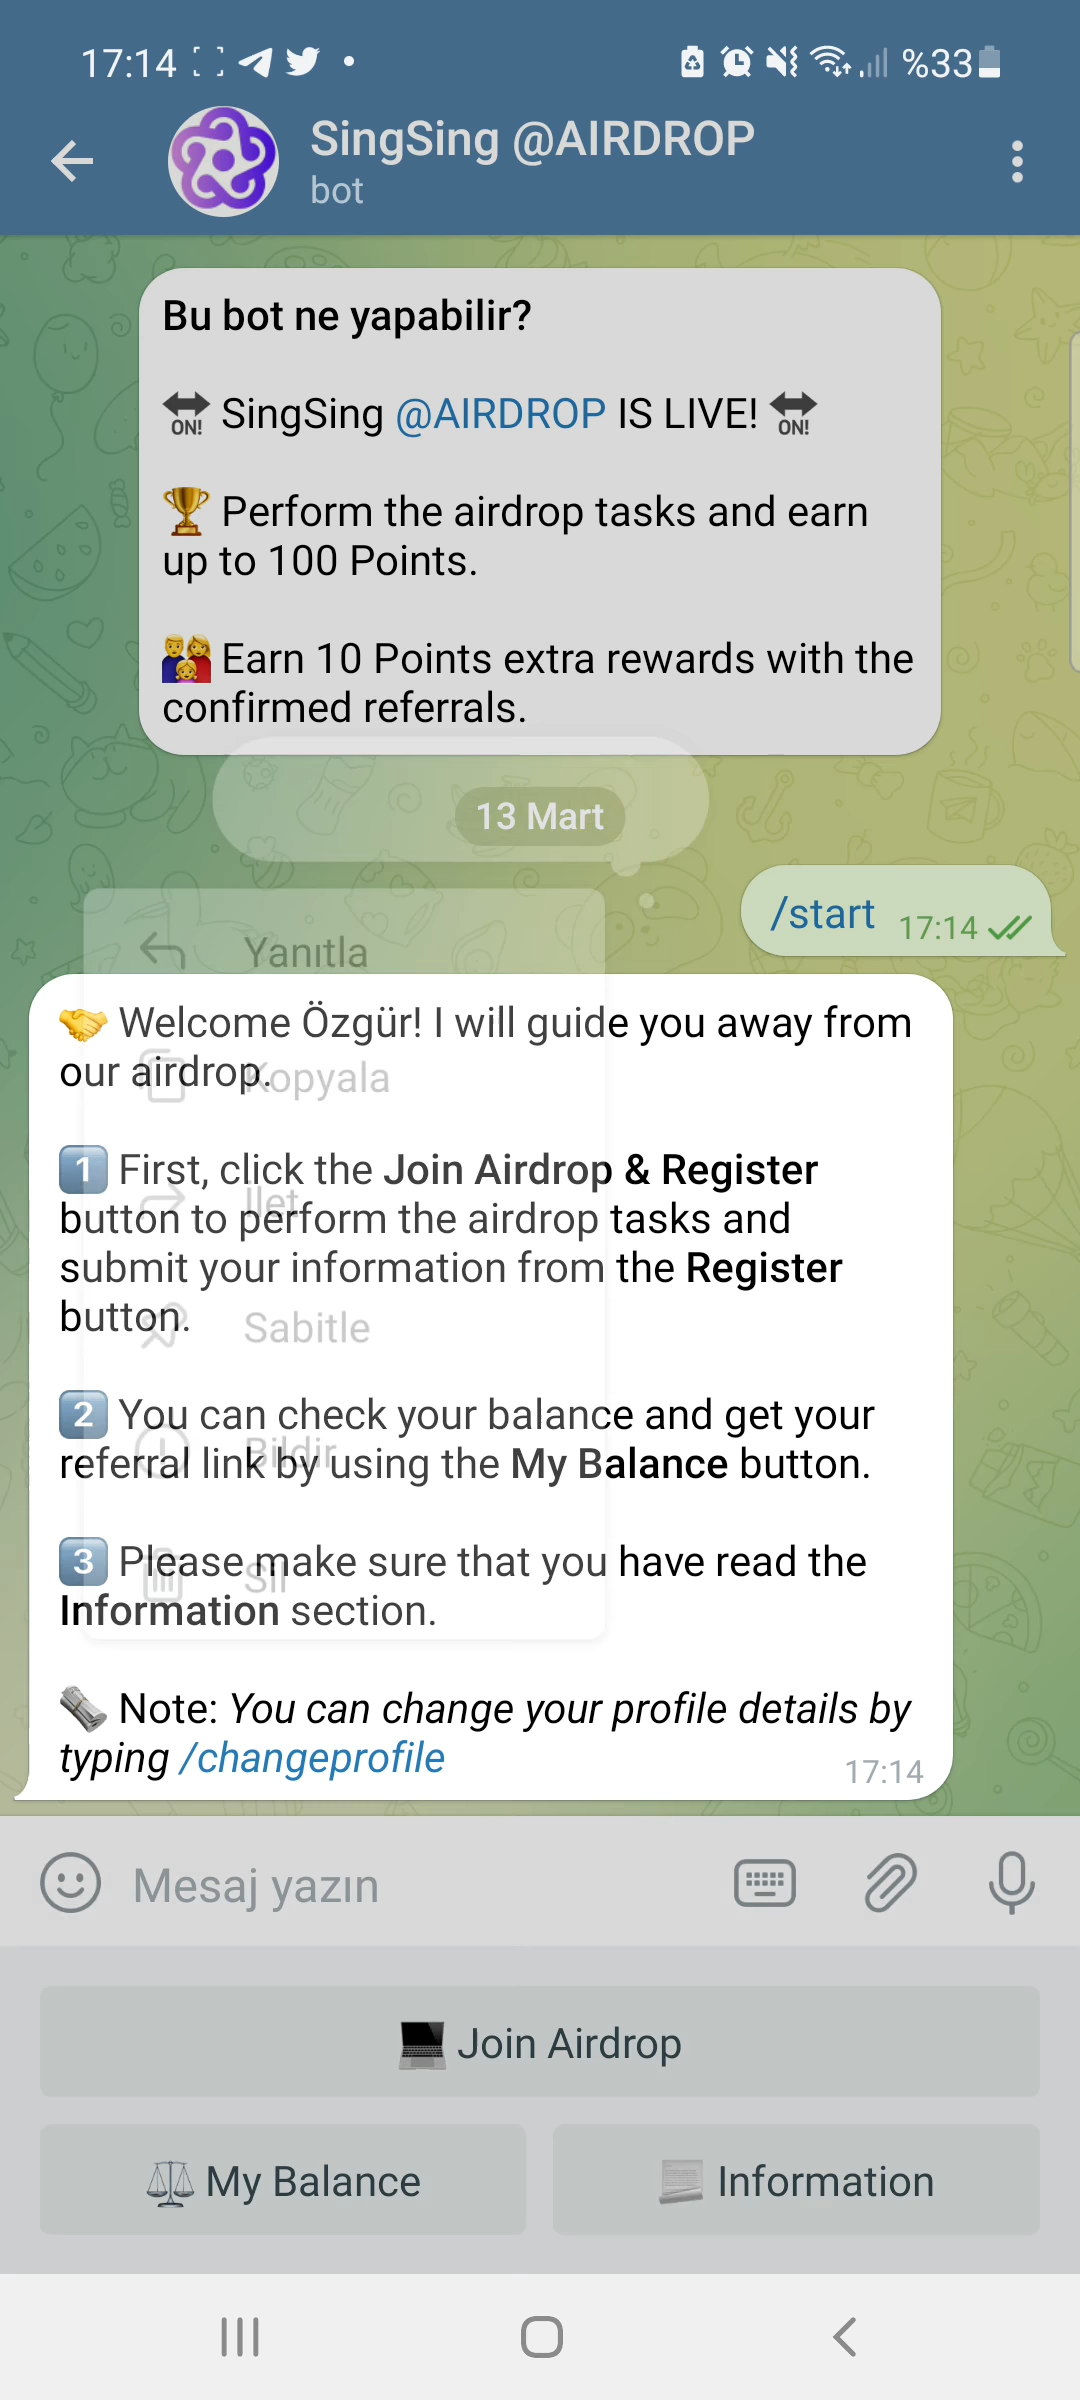 17:14
%33
SingSing @AIRDROP
bot
Bu bot ne yapabilir?
ON! SingSing @AIRDROP IS LIVE! ON!
Perform the airdrop tasks and earn
up to 100 Points.
Earn 10 Points extra rewards with the
confirmed referrals.
13 Mart
/start 17:14
Yanıtla
Welcome Özgür! I will guide you away from
our airdrop.
Kopyala
1 First, click the Join Airdrop & Register
İlet
button to perform the airdrop tasks and
submit your information from the Register
button.
Sabitle
2 You can check your balance and get your
Bildir
referral link by using the My Balance button.
3 Please make sure that you have read the
Sil
Information section.
Note: You can change your profile details by
typing /changeprofile
17:14
Mesaj yazın
Join Airdrop
My Balance
Information